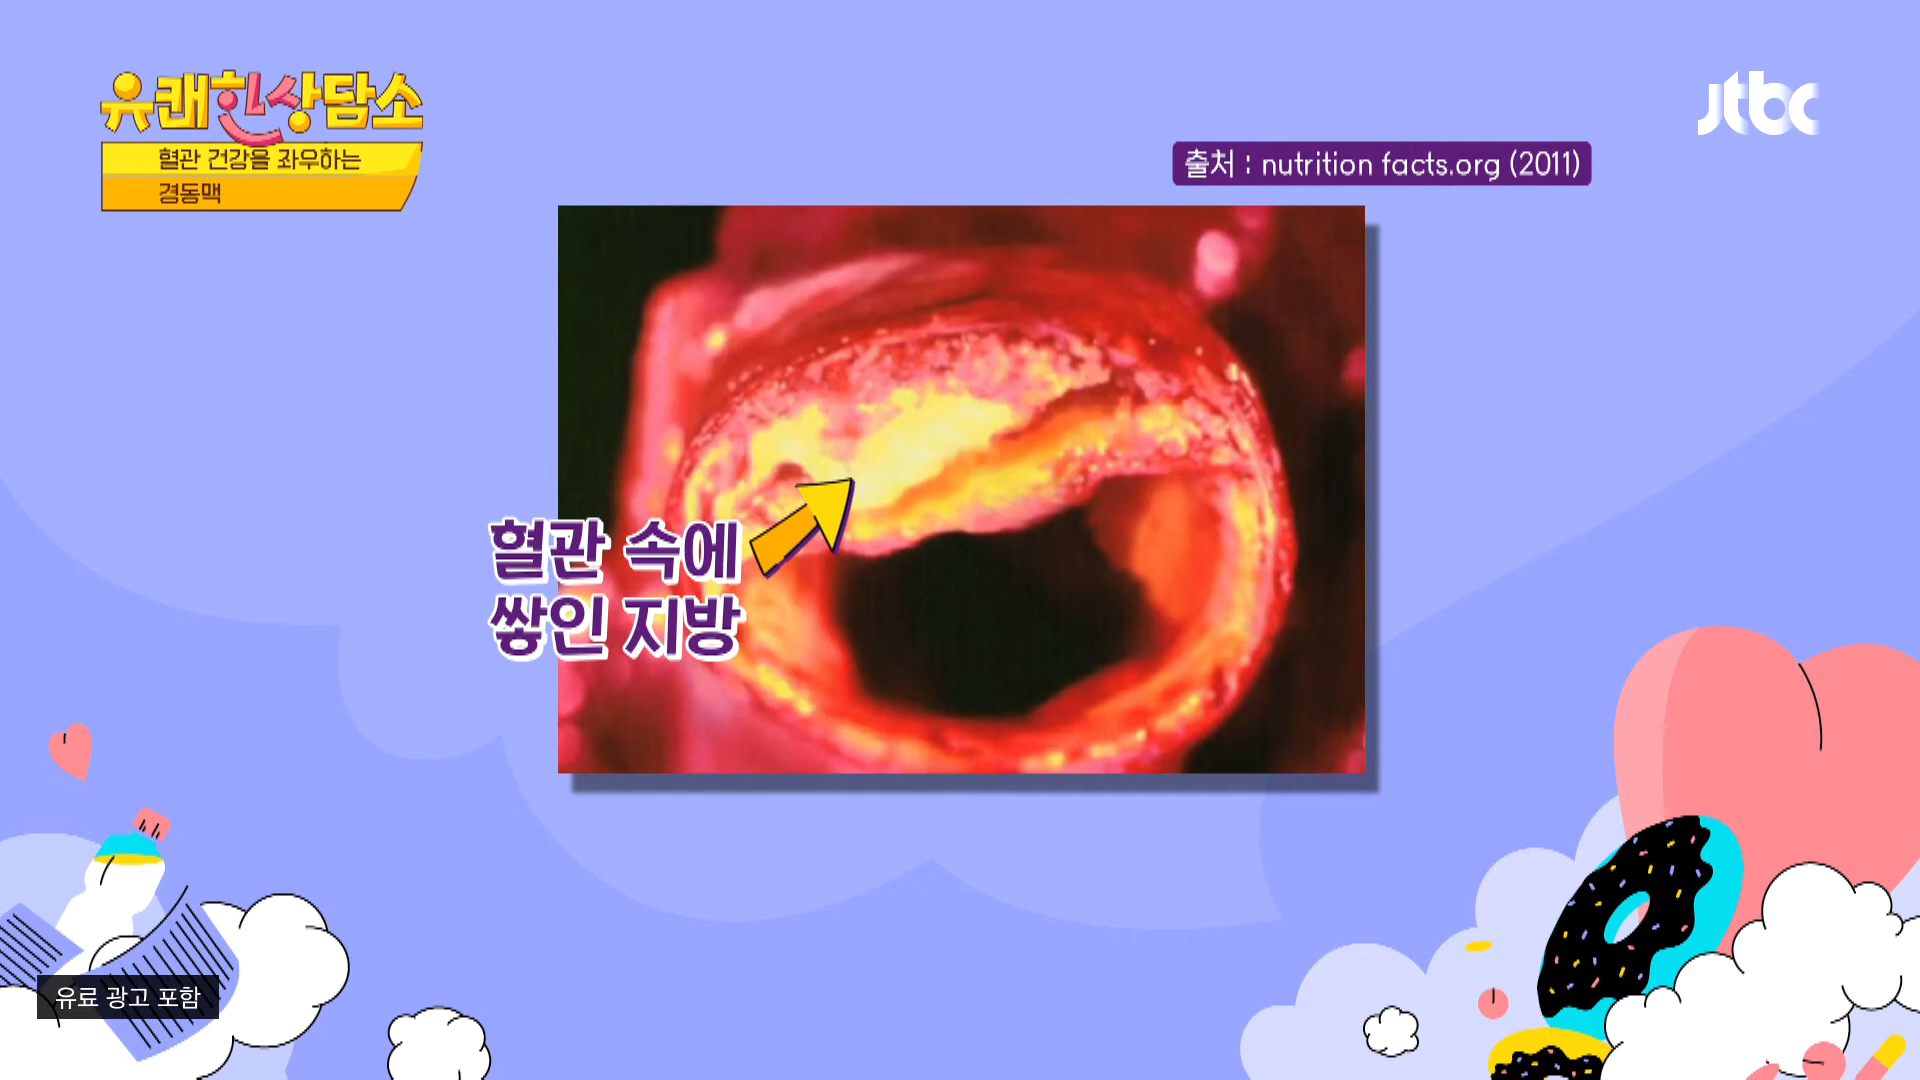 유쾌한상담소
혈관 건강을 좌우하는
경동맥
jtbc
출처 : nutrition facts.org (2011)
혈관 속에
쌓인 지방
유료 광고 포함